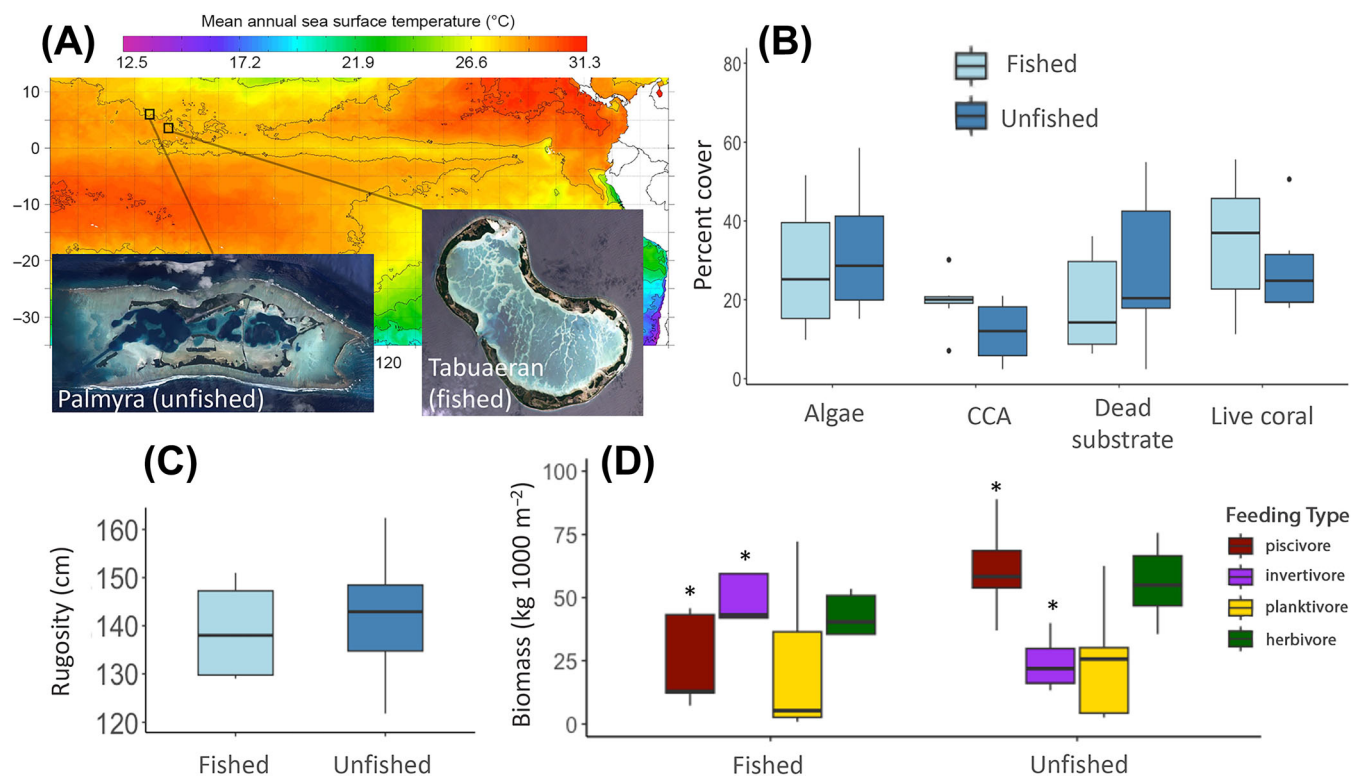 (A)
Mean annual sea surface temperature (°C)
12.5 17.2 21.9 26.6 31.3
10
0
−10
−20
−30
120
Palmyra (unfished)
Tabuaeran
(fished)
(B)
Fished
Unfished
Percent cover
80
60
40
20
0
Algae
CCA
Dead
substrate
Live coral
(C)
Rugosity (cm)
160
150
140
130
120
Fished
Unfished
(D)
Biomass (kg 1000 m⁻²)
100
75
50
25
0
* * * *
Fished
Unfished
Feeding Type
piscivore
invertivore
planktivore
herbivore